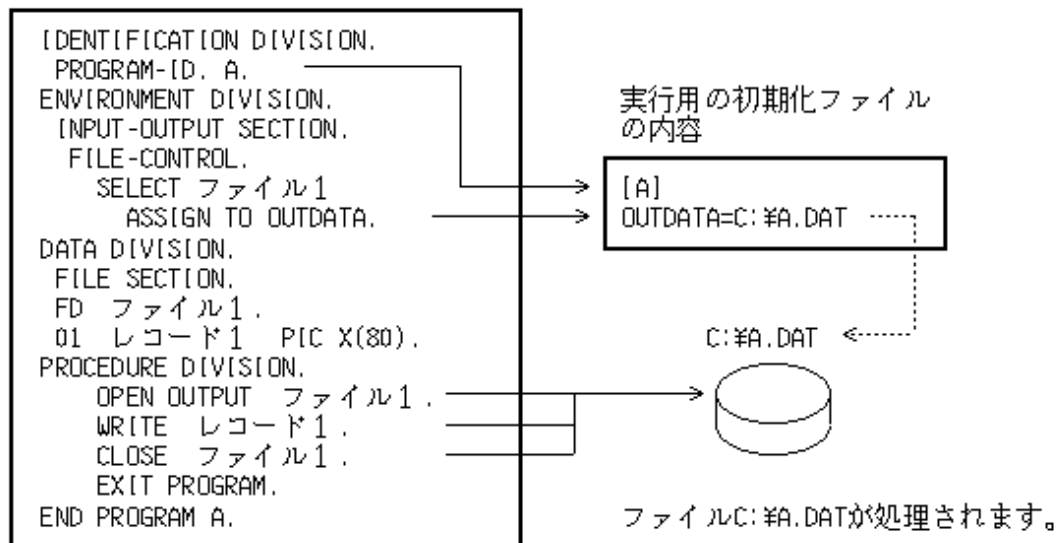 IDENTIFICATION DIVISION.
PROGRAM-ID. A.
ENVIRONMENT DIVISION.
INPUT-OUTPUT SECTION.
FILE-CONTROL.
SELECT ファイル1
ASSIGN TO OUTDATA.
DATA DIVISION.
FILE SECTION.
FD ファイル1.
01 レコード1 PIC X(80).
PROCEDURE DIVISION.
OPEN OUTPUT ファイル1.
WRITE レコード1.
CLOSE ファイル1.
EXIT PROGRAM.
END PROGRAM A.
実行用の初期化ファイル
の内容
[A]
OUTDATA=C:¥A.DAT
C:¥A.DAT
ファイルC:¥A.DATが処理されます。